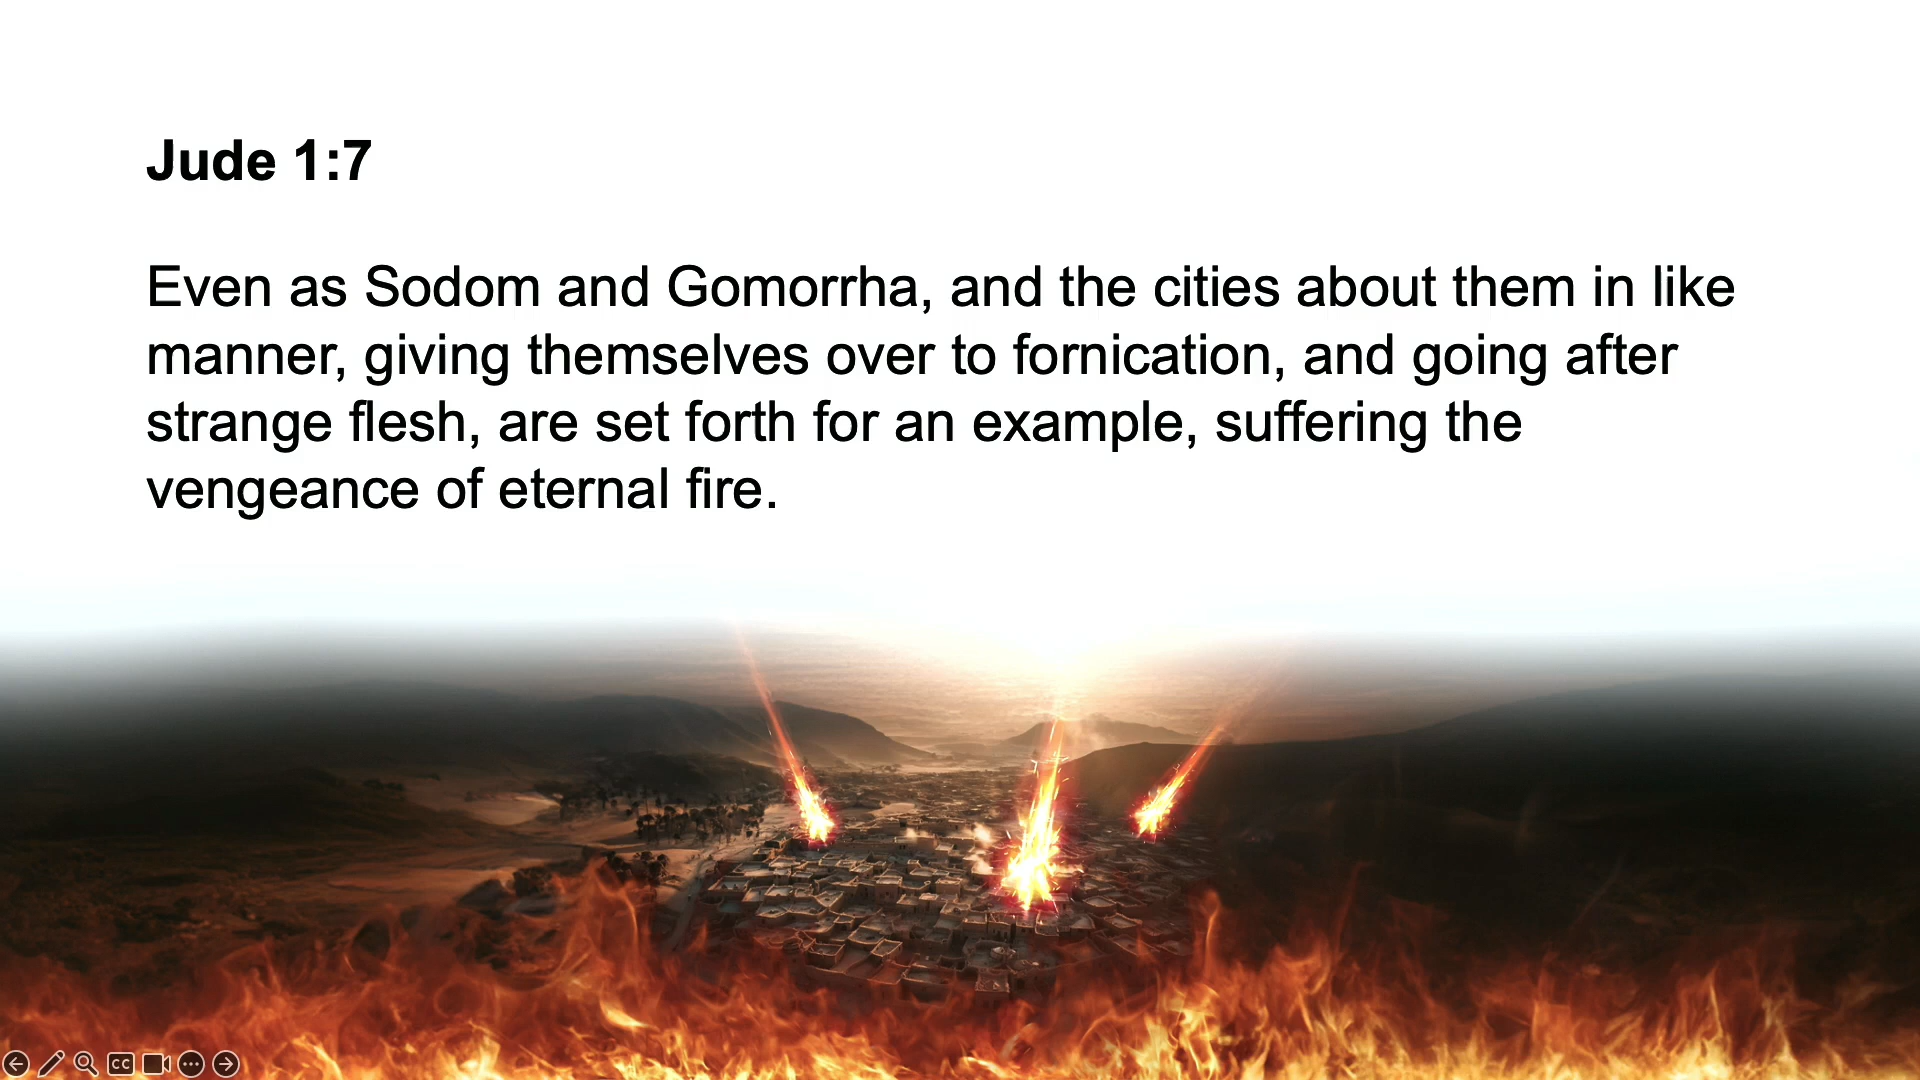 Jude 1:7
Even as Sodom and Gomorrha, and the cities about them in like
manner, giving themselves over to fornication, and going after
strange flesh, are set forth for an example, suffering the
vengeance of eternal fire.
CC